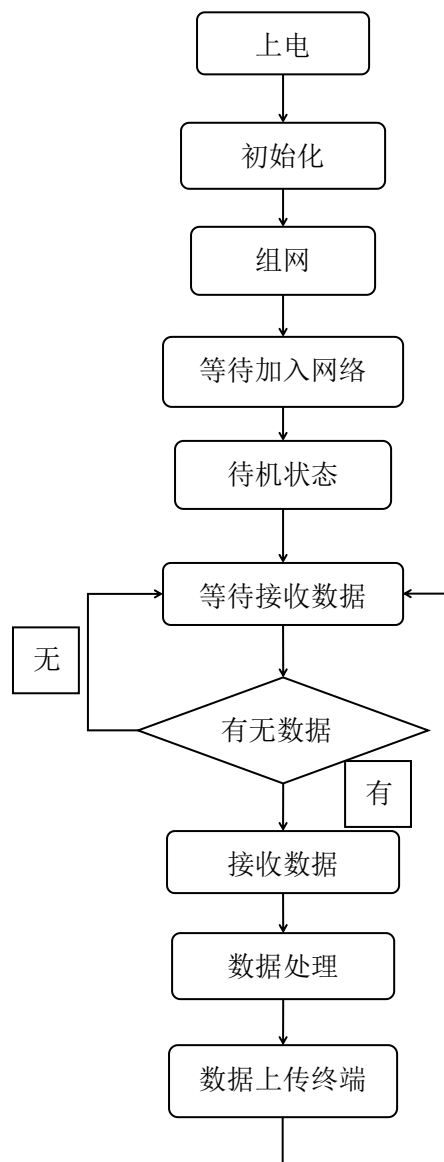 上电
初始化
组网
等待加入网络
待机状态
等待接收数据
无
有无数据
有
接收数据
数据处理
数据上传终端